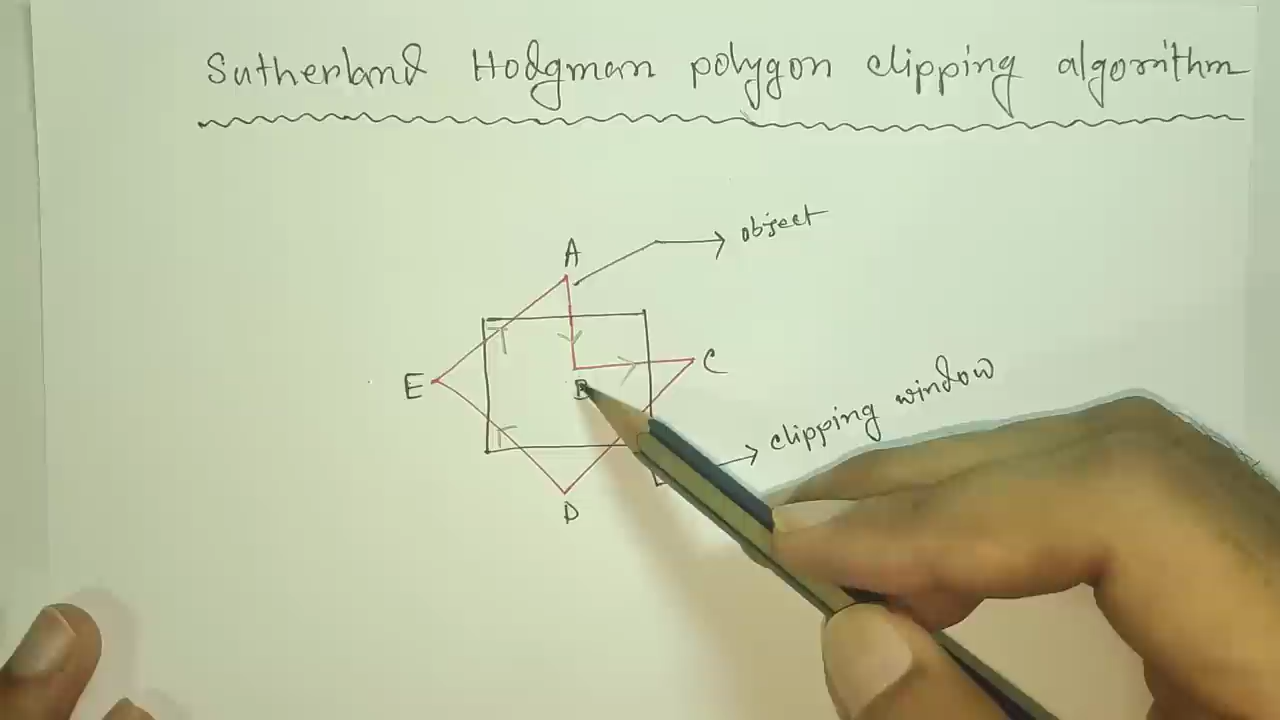 Sutherland Hodgman polygon clipping algorithm
object
A
C
E
B
clipping window
D